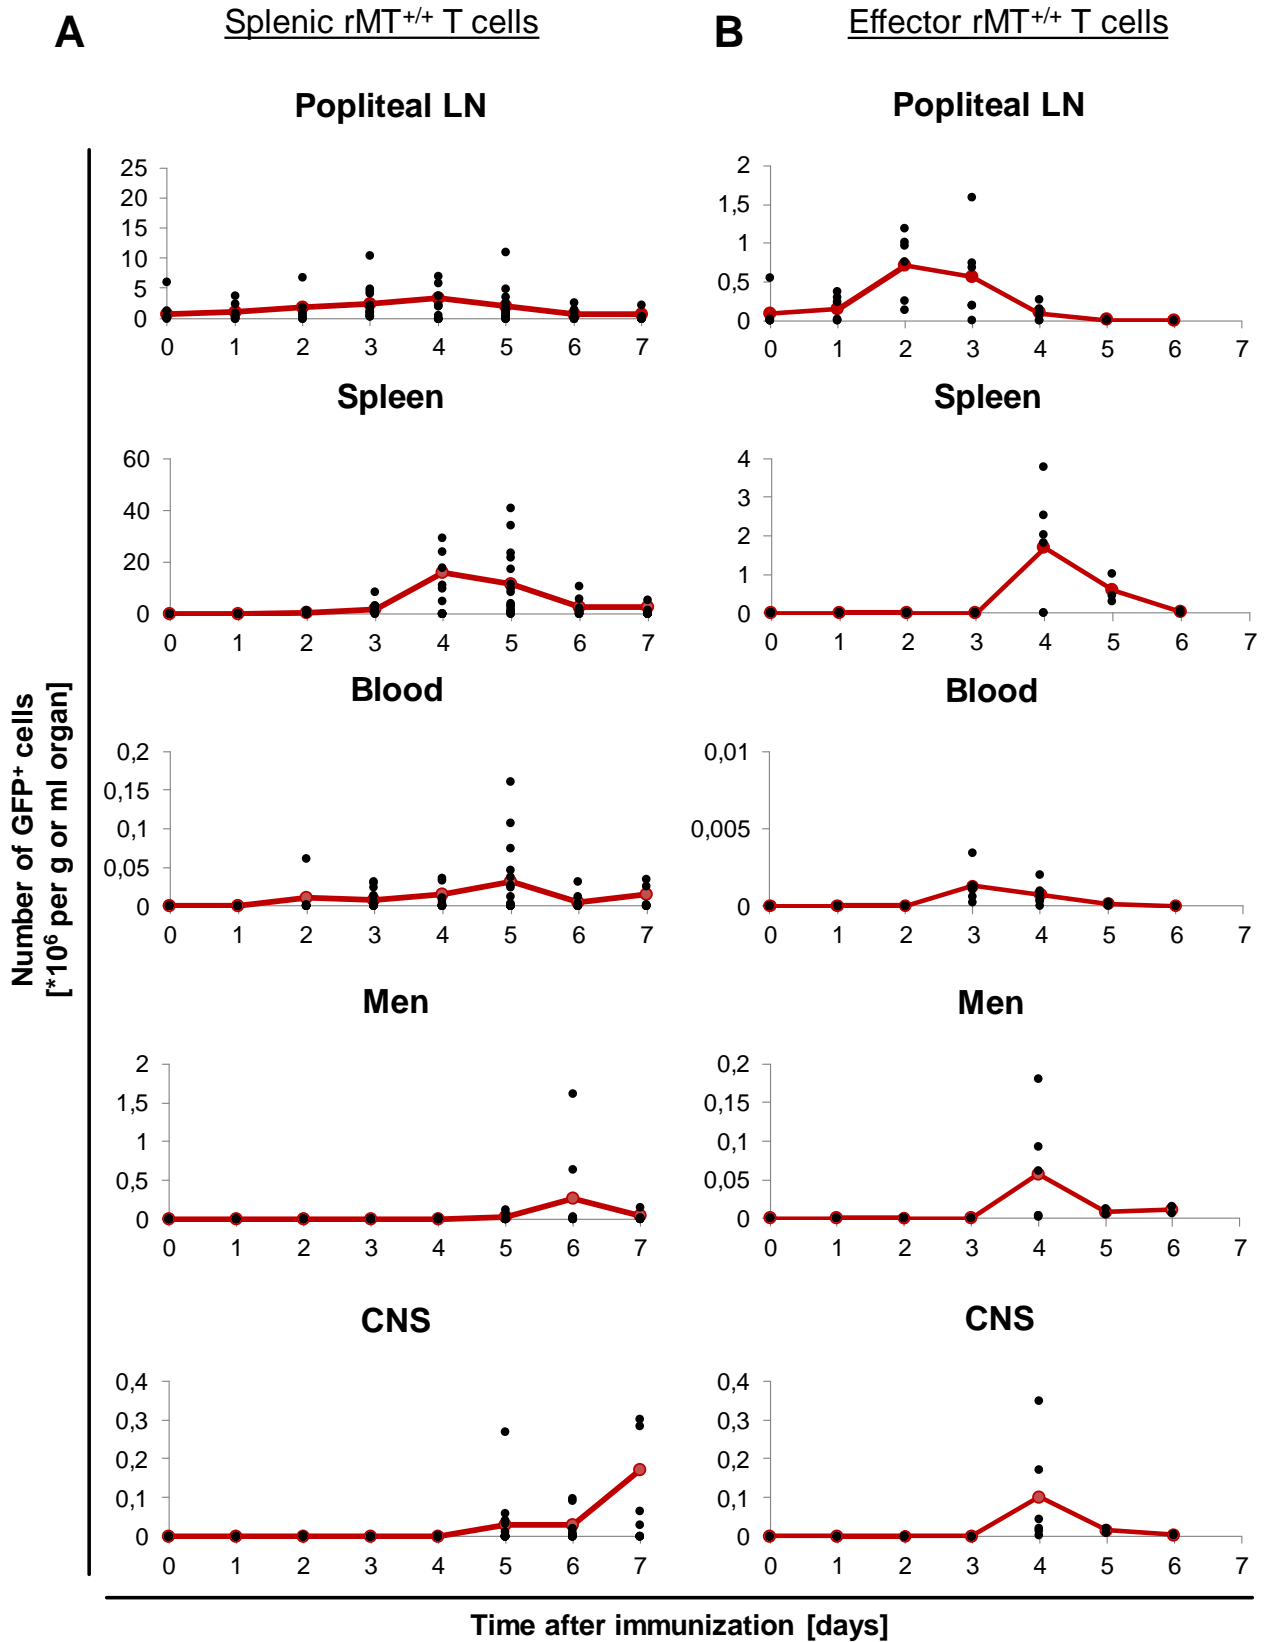 A
Splenic rMT+/+ T cells
B
Effector rMT+/+ T cells
Number of GFP+ cells
[*10⁶ per g or ml organ]
Popliteal LN
25
20
15
10
5
0
0 1 2 3 4 5 6 7
Popliteal LN
2
1,5
1
0,5
0
0 1 2 3 4 5 6 7
Spleen
60
40
20
0
0 1 2 3 4 5 6 7
Spleen
4
3
2
1
0
0 1 2 3 4 5 6 7
Blood
0,2
0,15
0,1
0,05
0
0 1 2 3 4 5 6 7
Blood
0,01
0,005
0
0 1 2 3 4 5 6 7
Men
2
1,5
1
0,5
0
0 1 2 3 4 5 6 7
Men
0,2
0,15
0,1
0,05
0
0 1 2 3 4 5 6 7
CNS
0,4
0,3
0,2
0,1
0
0 1 2 3 4 5 6 7
CNS
0,4
0,3
0,2
0,1
0
0 1 2 3 4 5 6 7
Time after immunization [days]